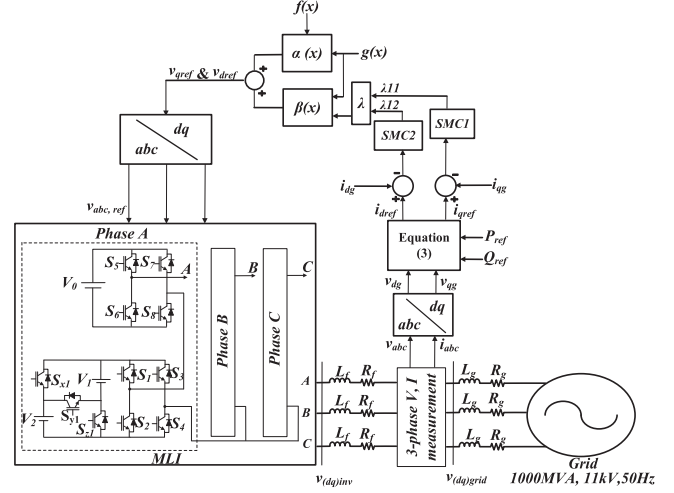 f(x)
α (x)
g(x)
v_qref & v_dref
+
+
β(x)
λ
λ11
λ12
SMC1
SMC2
dq
abc
-
-
i_dg
i_qg
+
+
i_dref
i_qref
v_abc, ref
Equation
(3)
P_ref
Q_ref
Phase A
S_5
S_7
A
B
C
V_0
S_6
S_8
v_dg
v_qg
dq
abc
Phase B
Phase C
v_abc
i_abc
S_x1
V_1
S_1
S_3
V_2
S_y1
S_z1
S_2
S_4
MLI
A
L_f
R_f
B
L_f
R_f
C
L_f
R_f
3-phase V, I
measurement
L_g
R_g
L_g
R_g
L_g
R_g
v_(dq)inv
v_(dq)grid
Grid
1000MVA, 11kV,50Hz